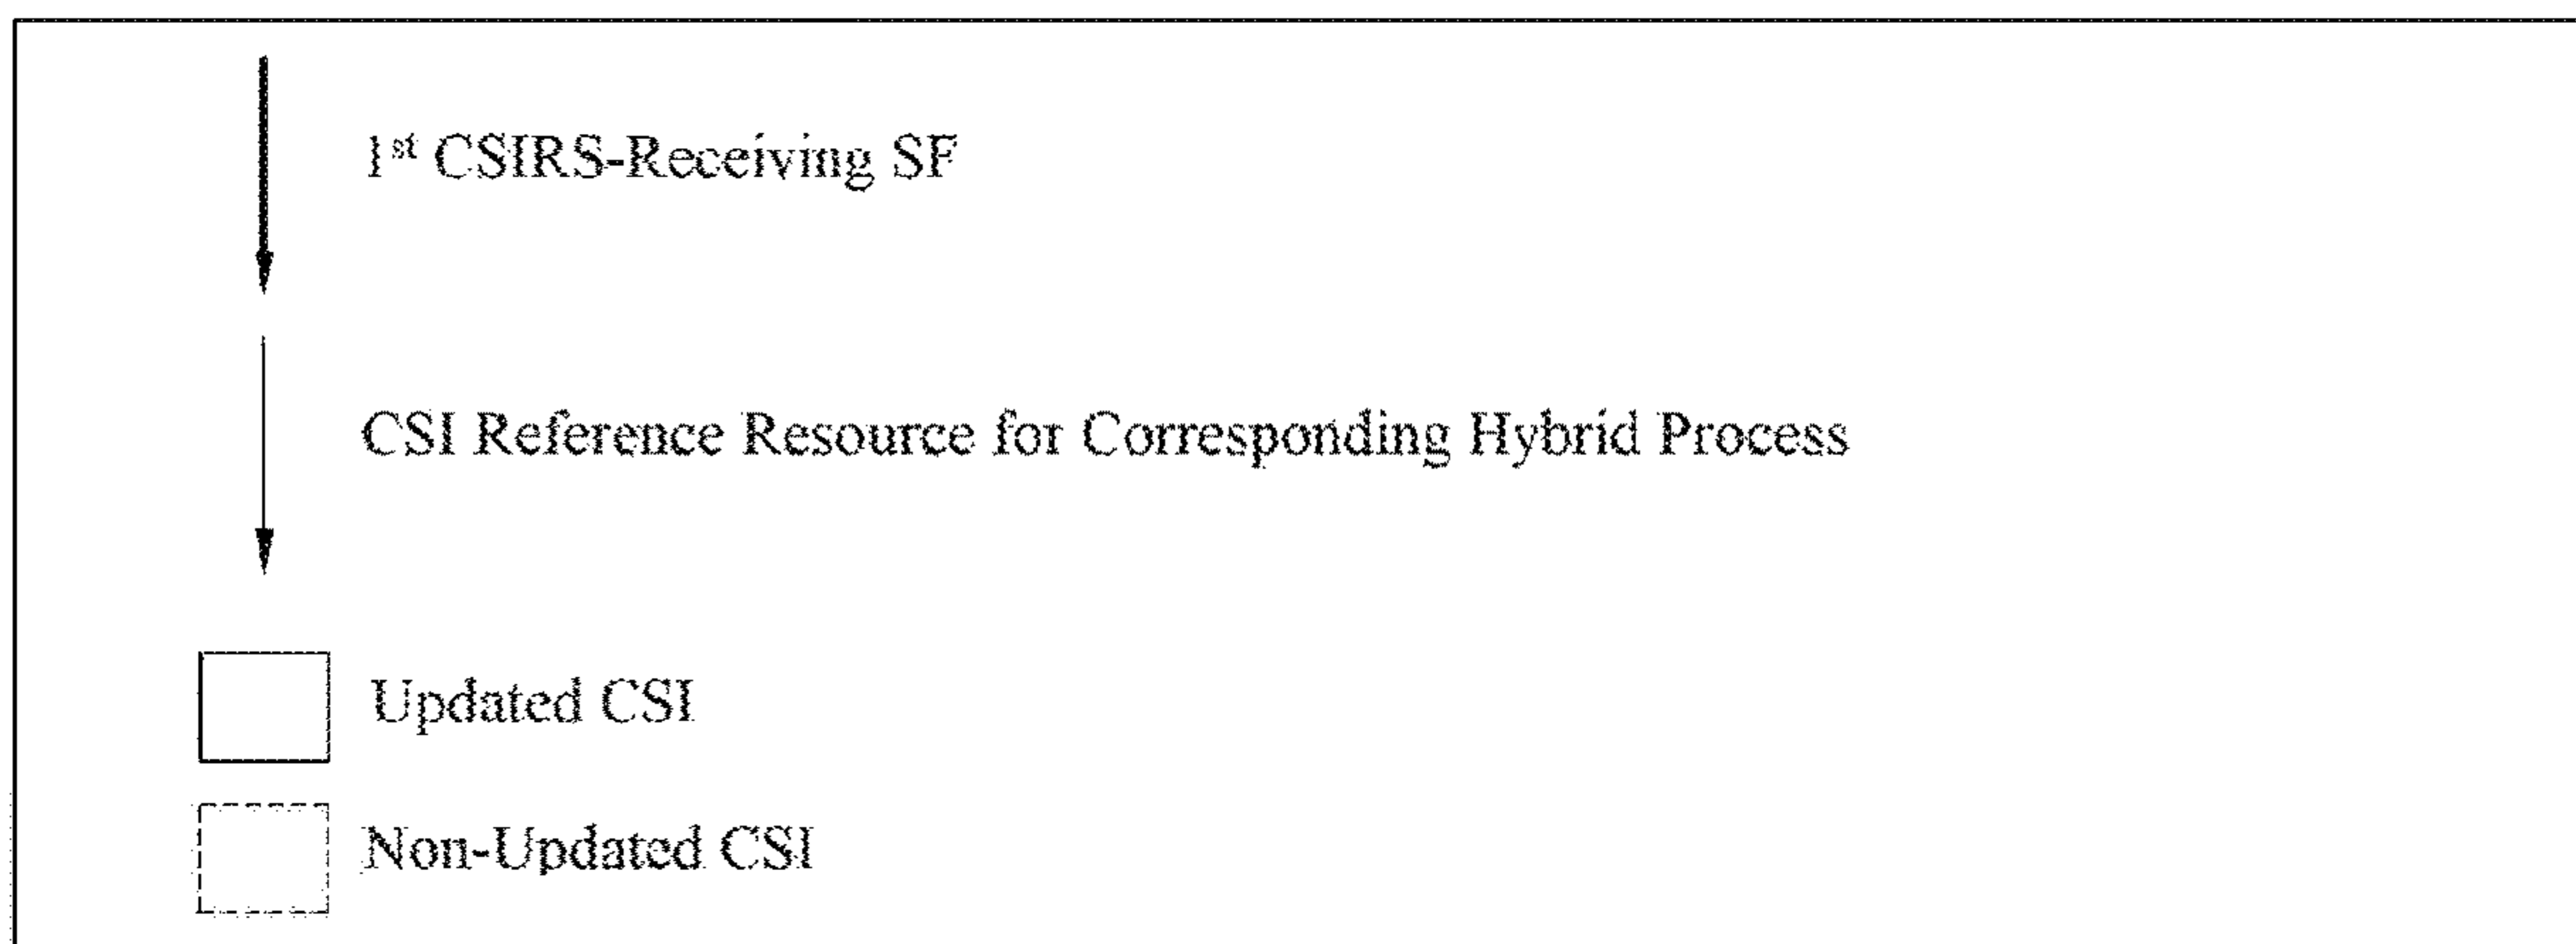 1st CSIRS-Receiving SF
CSI Reference Resource for Corresponding Hybrid Process
Updated CSI
Non-Updated CSI